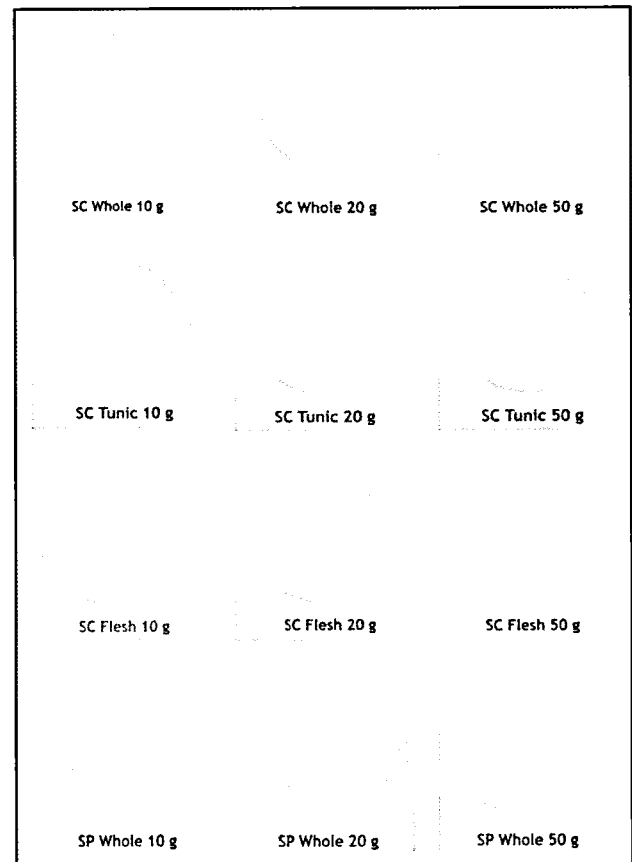 SC Whole 10 g SC Whole 20 g SC Whole 50 g
SC Tunic 10 g SC Tunic 20 g SC Tunic 50 g
SC Flesh 10 g SC Flesh 20 g SC Flesh 50 g
SP Whole 10 g SP Whole 20 g SP Whole 50 g